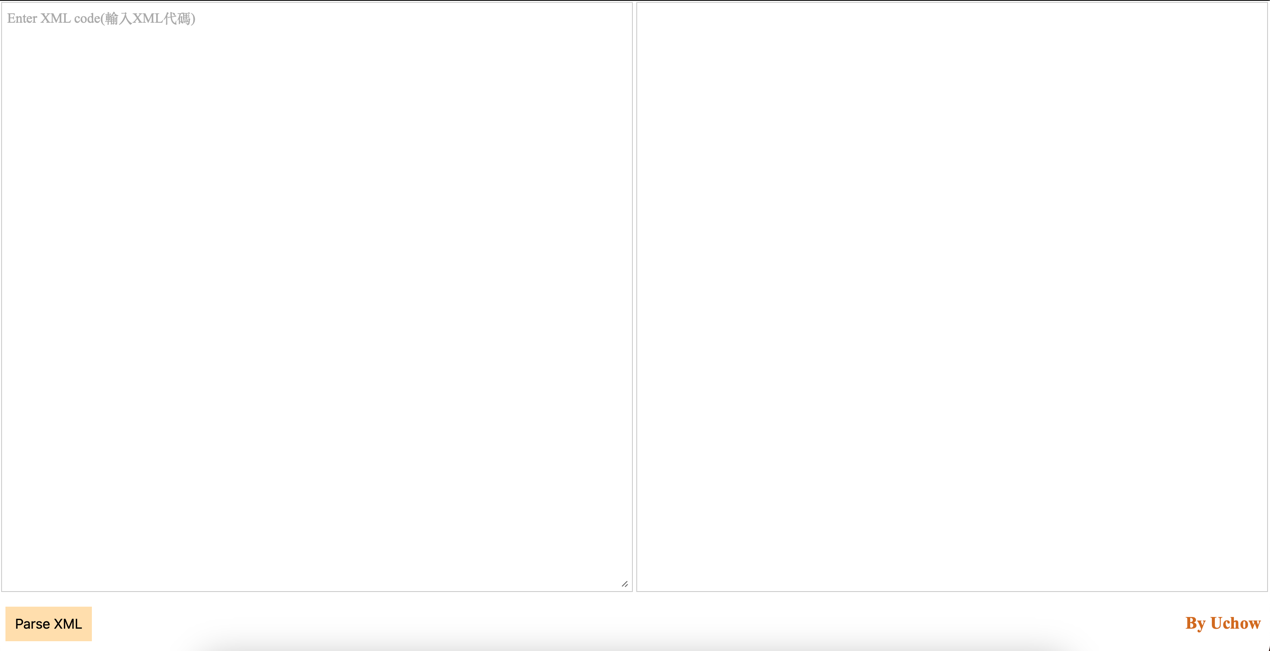 Enter XML code(輸入XML代碼)
Parse XML
By Uchow